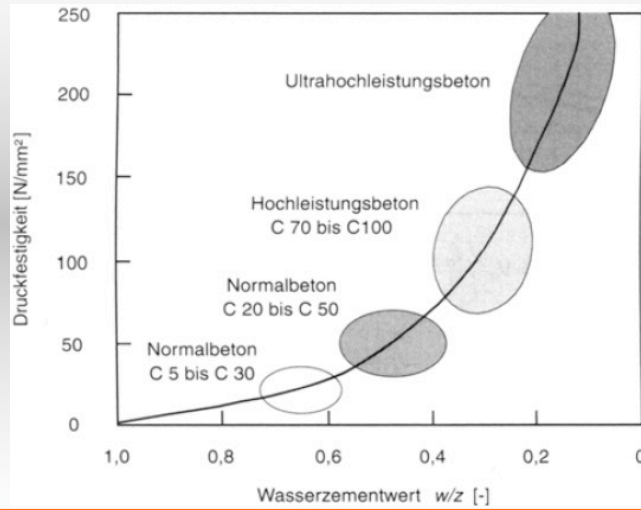 250
200
150
100
50
0
Druckfestigkeit [N/mm²]
Ultrahochleistungsbeton
Hochleistungsbeton
C 70 bis C100
Normalbeton
C 20 bis C 50
Normalbeton
C 5 bis C 30
1,0
0,8
0,6
0,4
0,2
Wasserzementwert w/z [-]